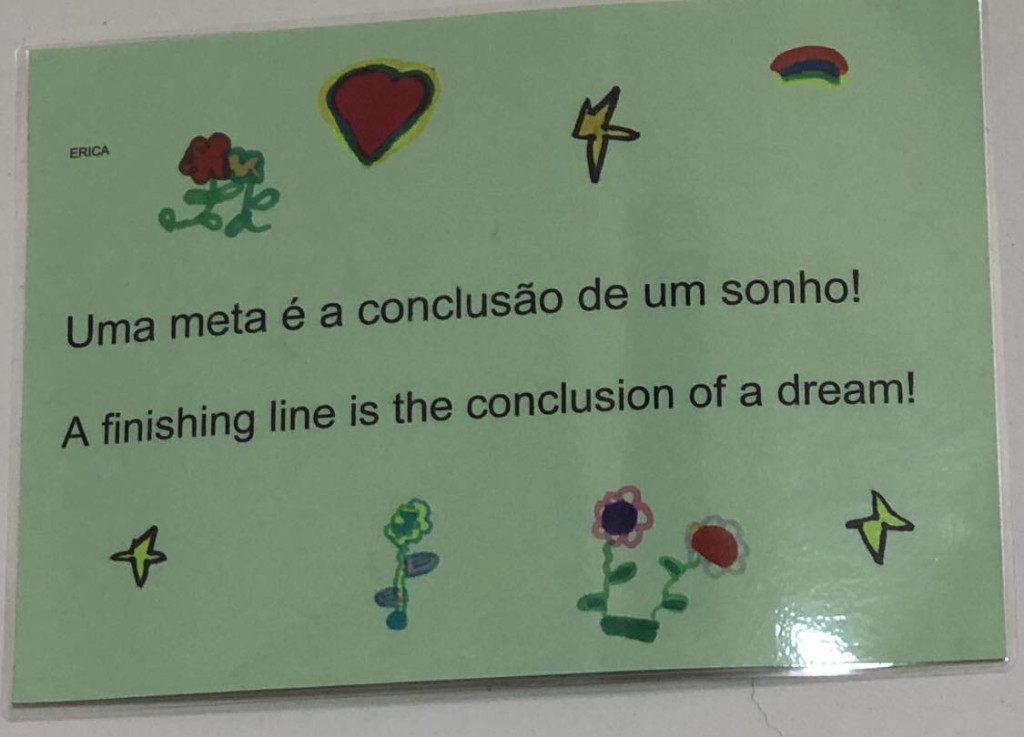 ERICA
Uma meta é a conclusão de um sonho!
A finishing line is the conclusion of a dream!